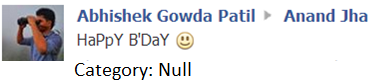 Abhishek Gowda Patil ▸ Anand Jha
HaPpY B'DaY
Category: Null